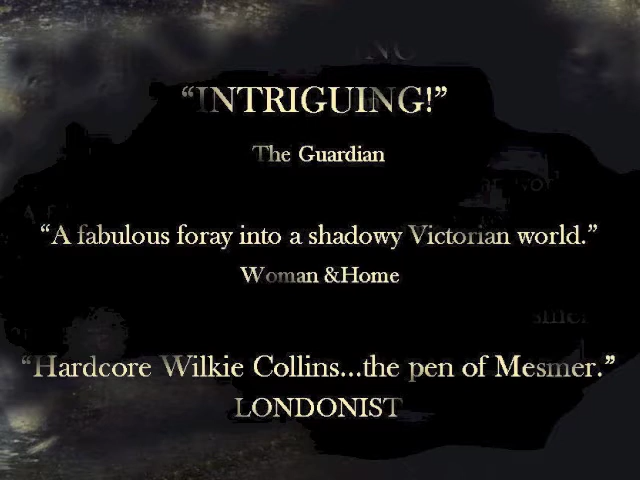 “INTRIGUING!”
The Guardian
“A fabulous foray into a shadowy Victorian world.”
Woman &Home
“Hardcore Wilkie Collins...the pen of Mesmer.”
LONDONIST